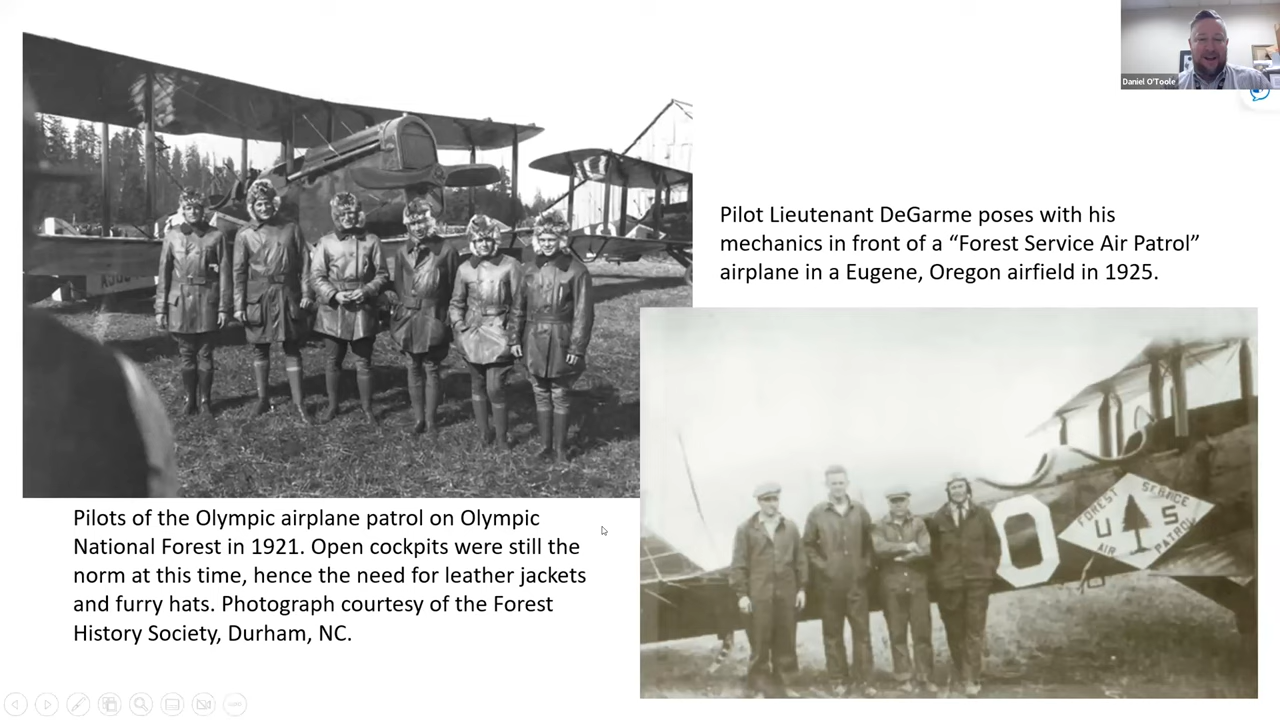 Daniel O'Toole
Pilot Lieutenant DeGarme poses with his
mechanics in front of a “Forest Service Air Patrol”
airplane in a Eugene, Oregon airfield in 1925.
FOREST SERVICE
U S
AIR PATROL
O
Pilots of the Olympic airplane patrol on Olympic
National Forest in 1921. Open cockpits were still the
norm at this time, hence the need for leather jackets
and furry hats. Photograph courtesy of the Forest
History Society, Durham, NC.